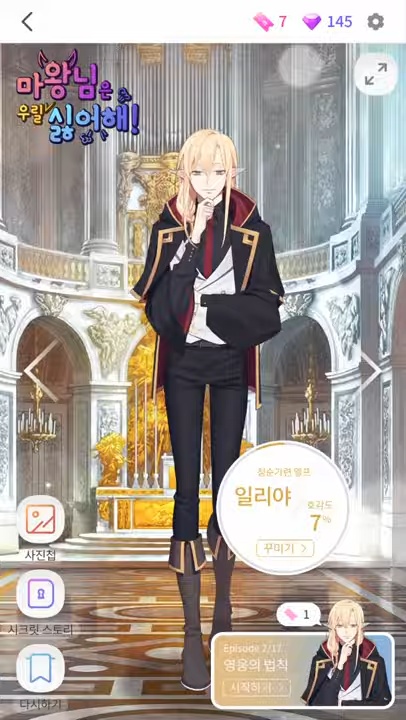 7
145
마왕님은
우릴
싫어해!
청순가련 엘프
일리야
호감도
7%
꾸미기 >
사진첩
시크릿 스토리
다시하기
1
Episode 2/17
영웅의 법칙
시작하기 >